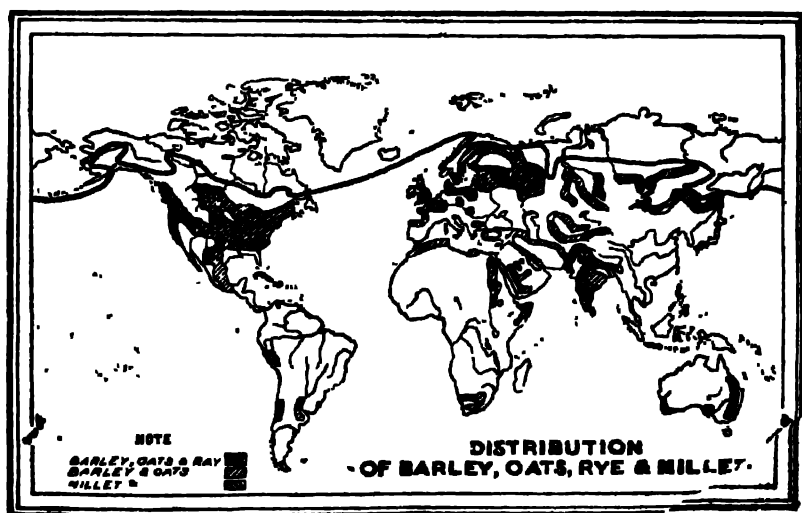 NOTE
BARLEY, OATS & RAY
BARLEY & OATS
MILLET "
DISTRIBUTION
OF BARLEY, OATS, RYE & MILLET.